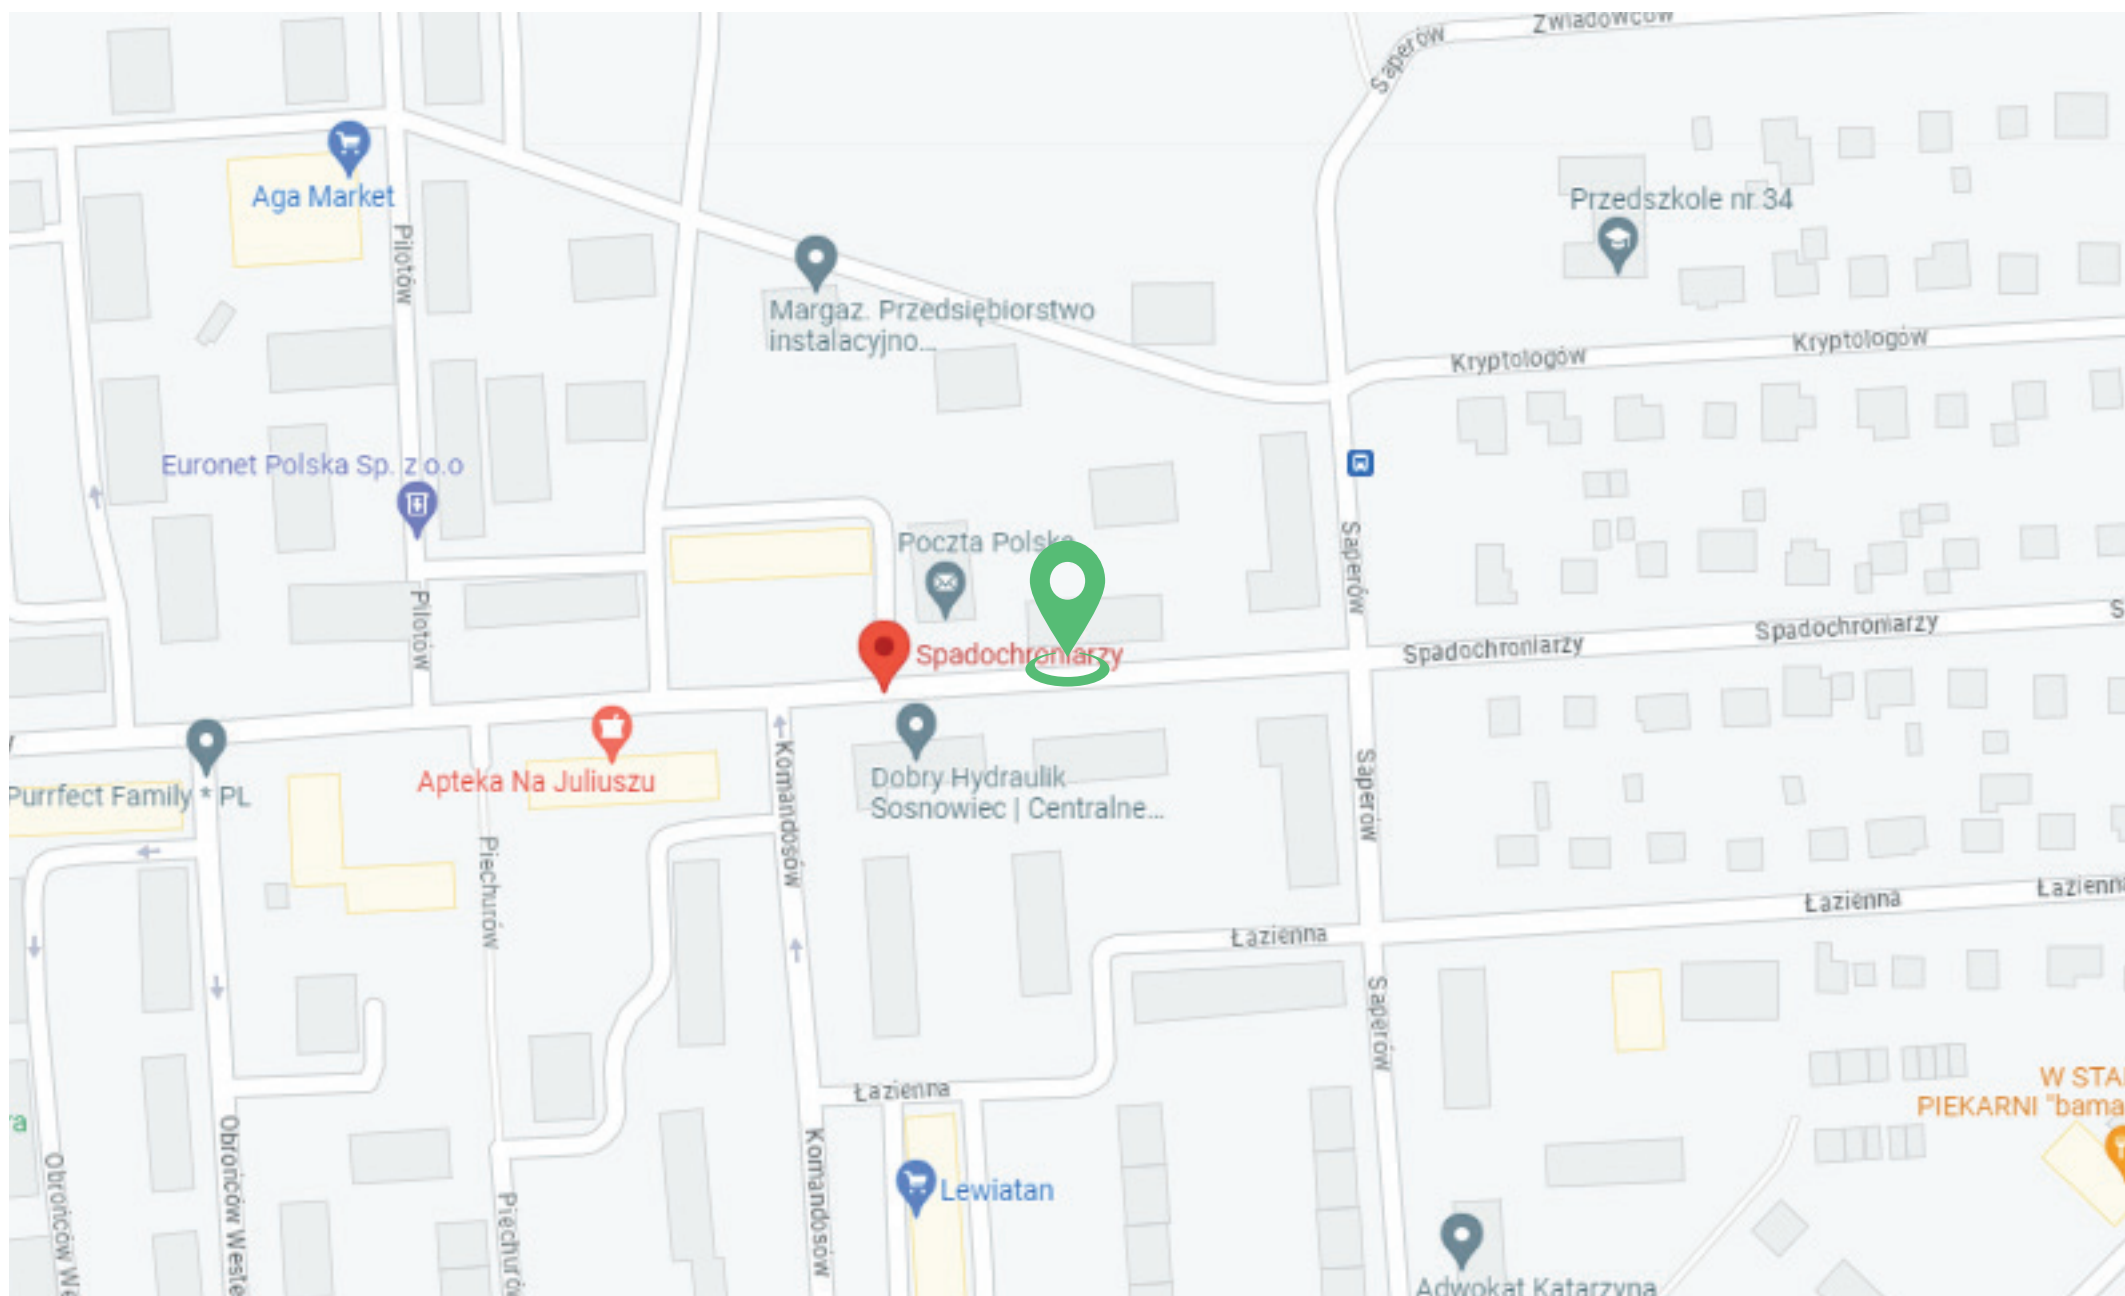 Zwiadowców
Saperów
Aga Market
Przedszkole nr 34
Pilotów
Margaz. Przedsiębiorstwo
instalacyjno...
Kryptologów
Kryptologów
Euronet Polska Sp. z o.o
Poczta Polska
Saperów
Pilotów
Spadochroniarzy
Spadochroniarzy
Spadochroniarzy
S
Apteka Na Juliuszu
Komandosów
Dobry Hydraulik
Sosnowiec | Centralne...
Saperów
Purrfect Family * PL
Piechurów
Łazienna
Łazienna
Łazienna
Saperów
Łazienna
W STA
PIEKARNI "bama
ra
Obrońców We
Obrońców Weste
Piechurów
Komandosów
Lewiatan
Adwokat Katarzyna